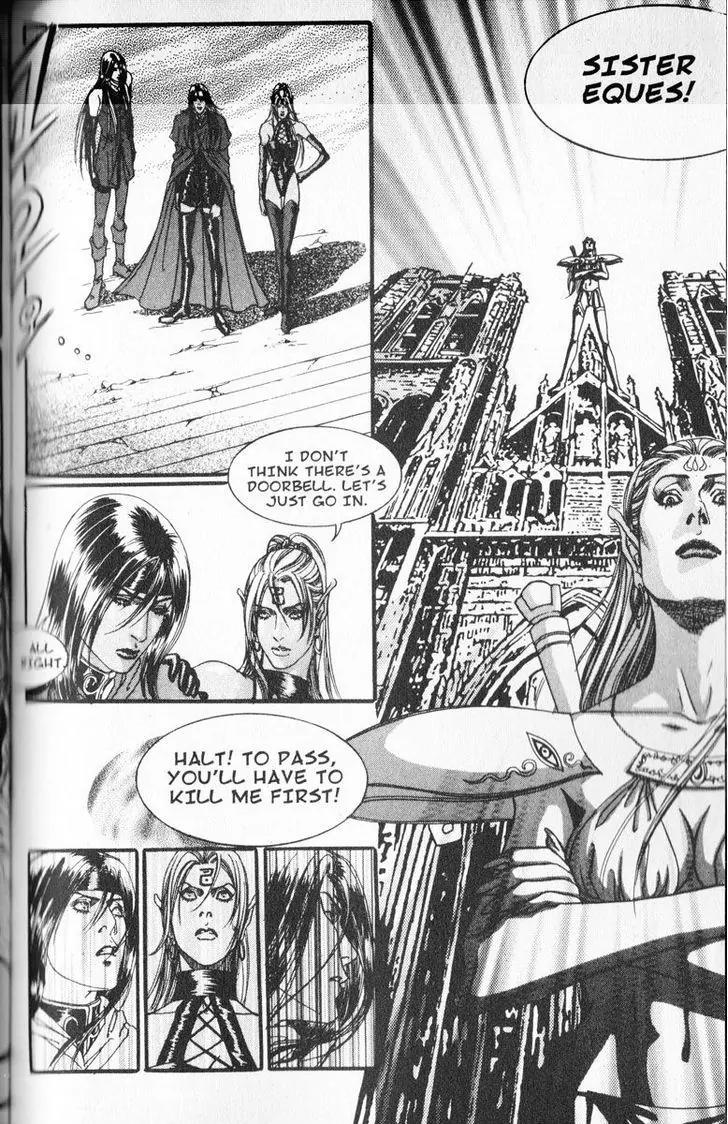 I DON'T
THINK THERE'S A
DOORBELL. LET'S
JUST GO IN.
ALL
RIGHT.
HALT! TO PASS,
YOU'LL HAVE TO
KILL ME FIRST!
SISTER
EQUES!